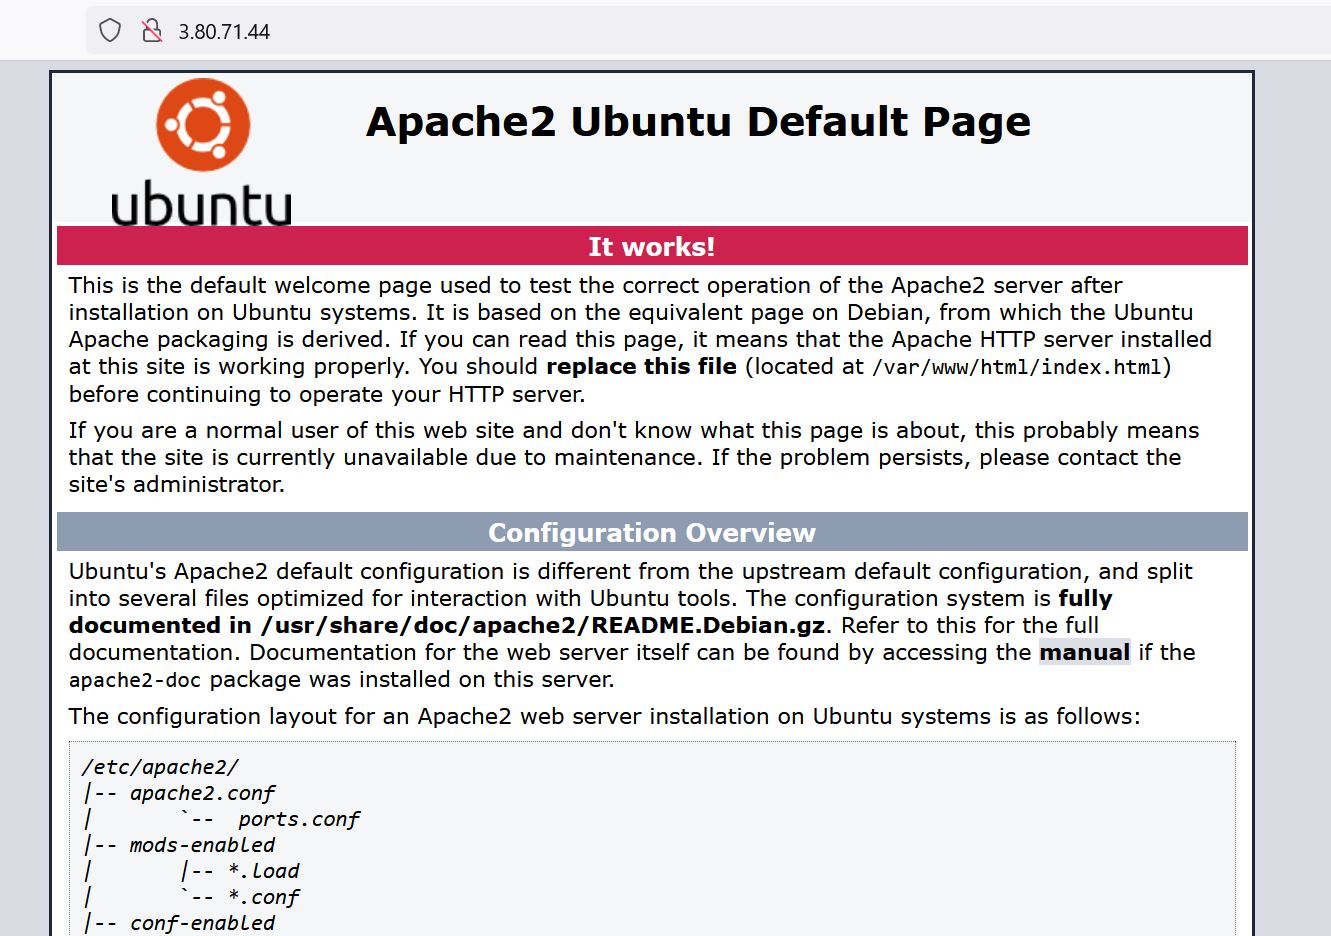 3.80.71.44
Apache2 Ubuntu Default Page
ubuntu
It works!
This is the default welcome page used to test the correct operation of the Apache2 server after
installation on Ubuntu systems. It is based on the equivalent page on Debian, from which the Ubuntu
Apache packaging is derived. If you can read this page, it means that the Apache HTTP server installed
at this site is working properly. You should replace this file (located at /var/www/html/index.html)
before continuing to operate your HTTP server.
If you are a normal user of this web site and don't know what this page is about, this probably means
that the site is currently unavailable due to maintenance. If the problem persists, please contact the
site's administrator.
Configuration Overview
Ubuntu's Apache2 default configuration is different from the upstream default configuration, and split
into several files optimized for interaction with Ubuntu tools. The configuration system is fully
documented in /usr/share/doc/apache2/README.Debian.gz. Refer to this for the full
documentation. Documentation for the web server itself can be found by accessing the manual if the
apache2-doc package was installed on this server.
The configuration layout for an Apache2 web server installation on Ubuntu systems is as follows:
/etc/apache2/
|-- apache2.conf
|       `--  ports.conf
|-- mods-enabled
|       |-- *.load
|       `-- *.conf
|-- conf-enabled